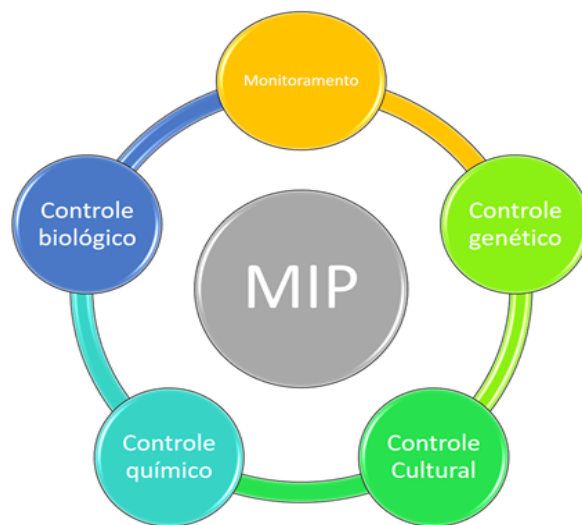 Monitoramento
Controle
biológico
Controle
genético
MIP
Controle
químico
Controle
Cultural